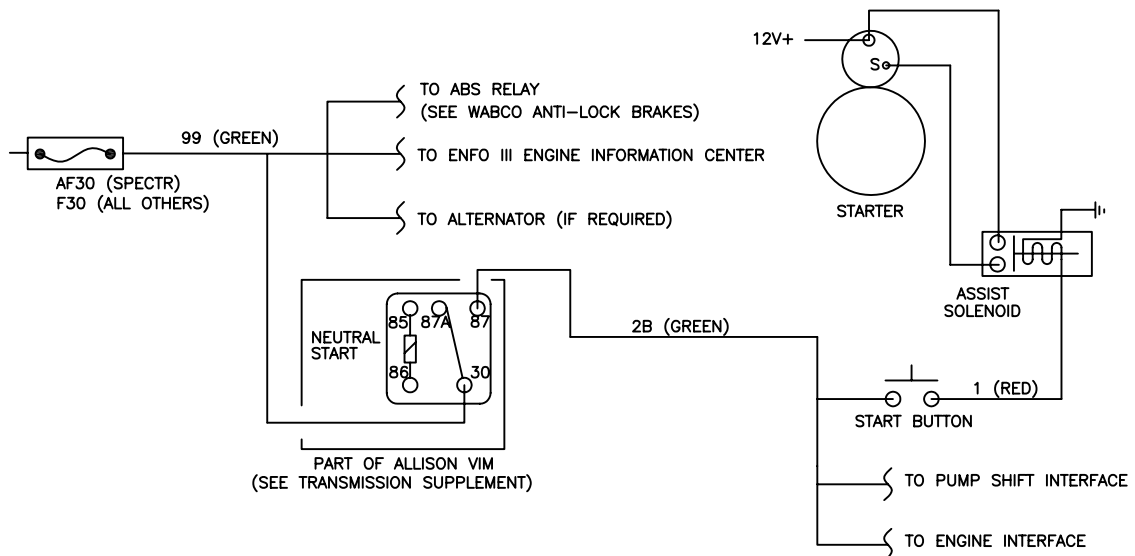 12V+
S
STARTER
TO ABS RELAY
(SEE WABCO ANTI-LOCK BRAKES)
99 (GREEN)
TO ENFO III ENGINE INFORMATION CENTER
AF30 (SPECTR)
F30 (ALL OTHERS)
TO ALTERNATOR (IF REQUIRED)
ASSIST
SOLENOID
NEUTRAL
START
85
87A
87
86
30
2B (GREEN)
1 (RED)
START BUTTON
PART OF ALLISON VIM
(SEE TRANSMISSION SUPPLEMENT)
TO PUMP SHIFT INTERFACE
TO ENGINE INTERFACE